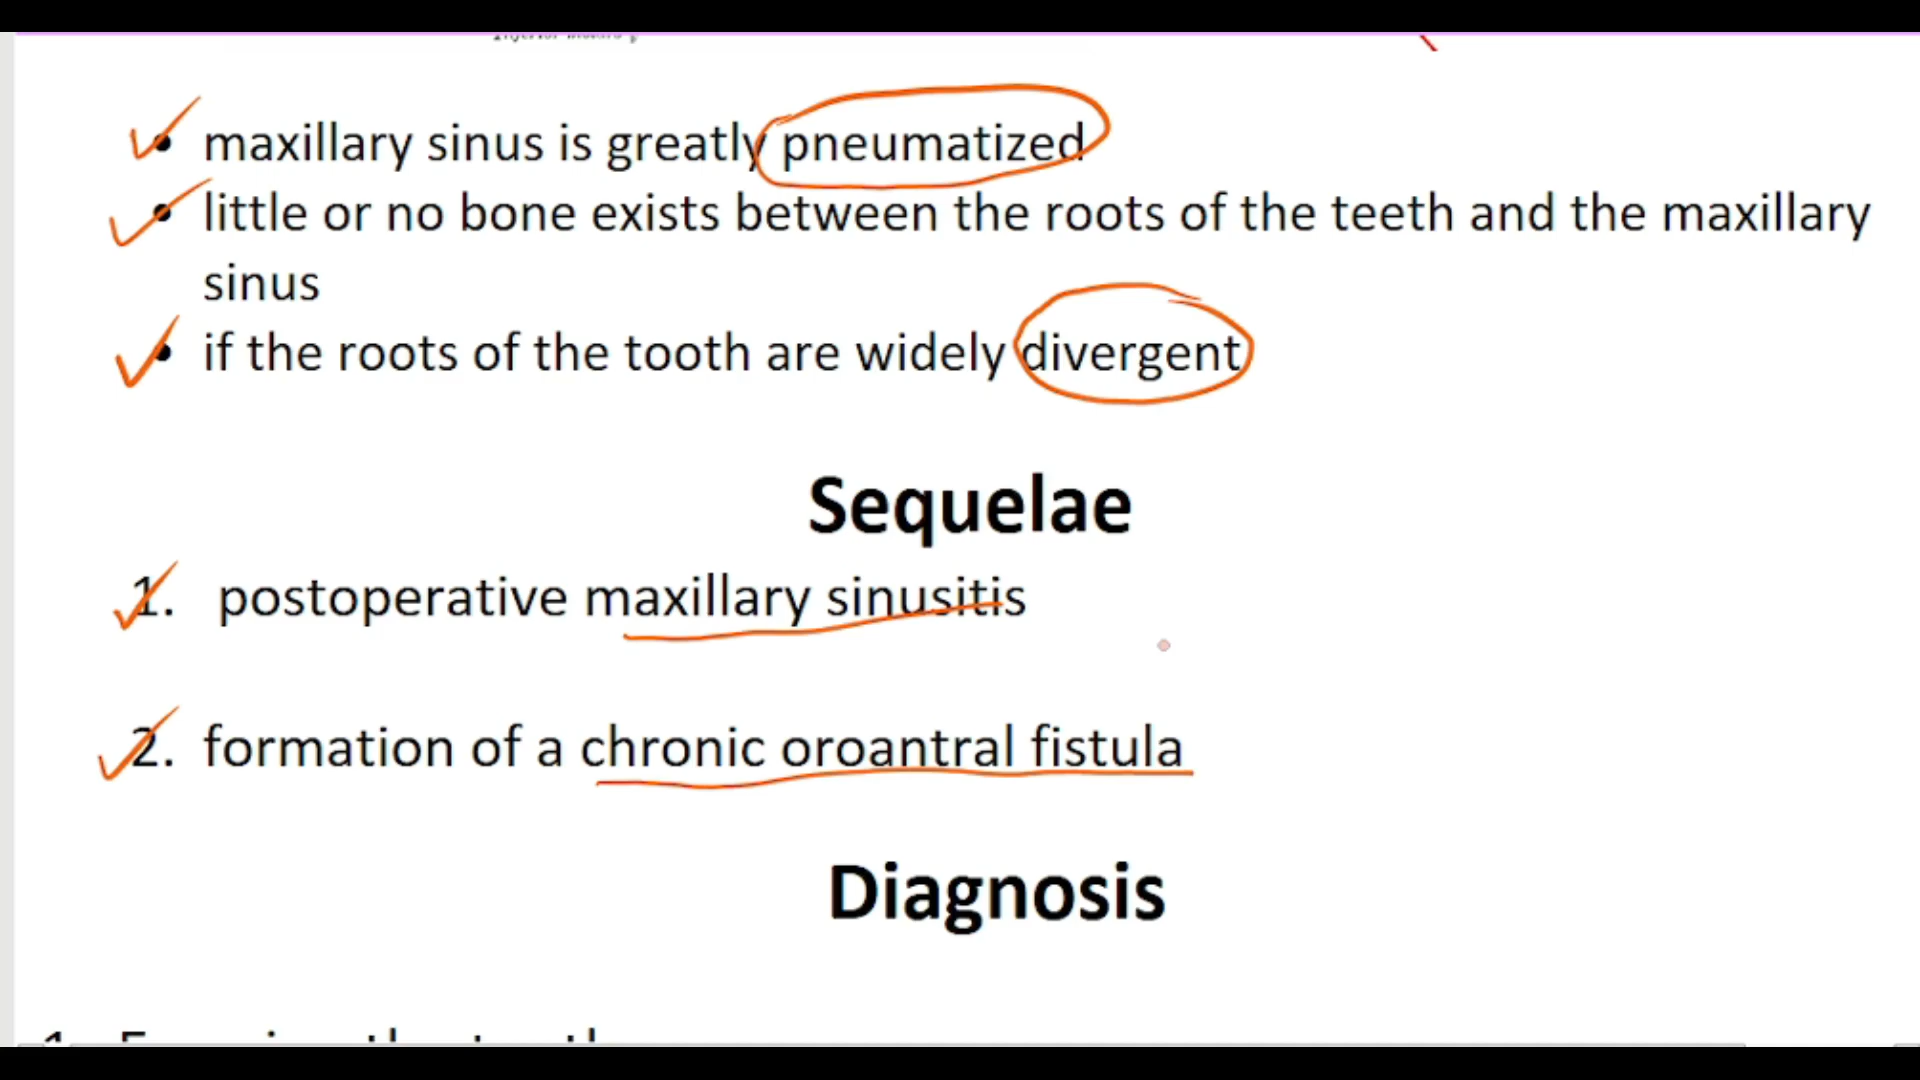 • maxillary sinus is greatly pneumatized
• little or no bone exists between the roots of the teeth and the maxillary
sinus
• if the roots of the tooth are widely divergent
Sequelae
1. postoperative maxillary sinusitis
2. formation of a chronic oroantral fistula
Diagnosis